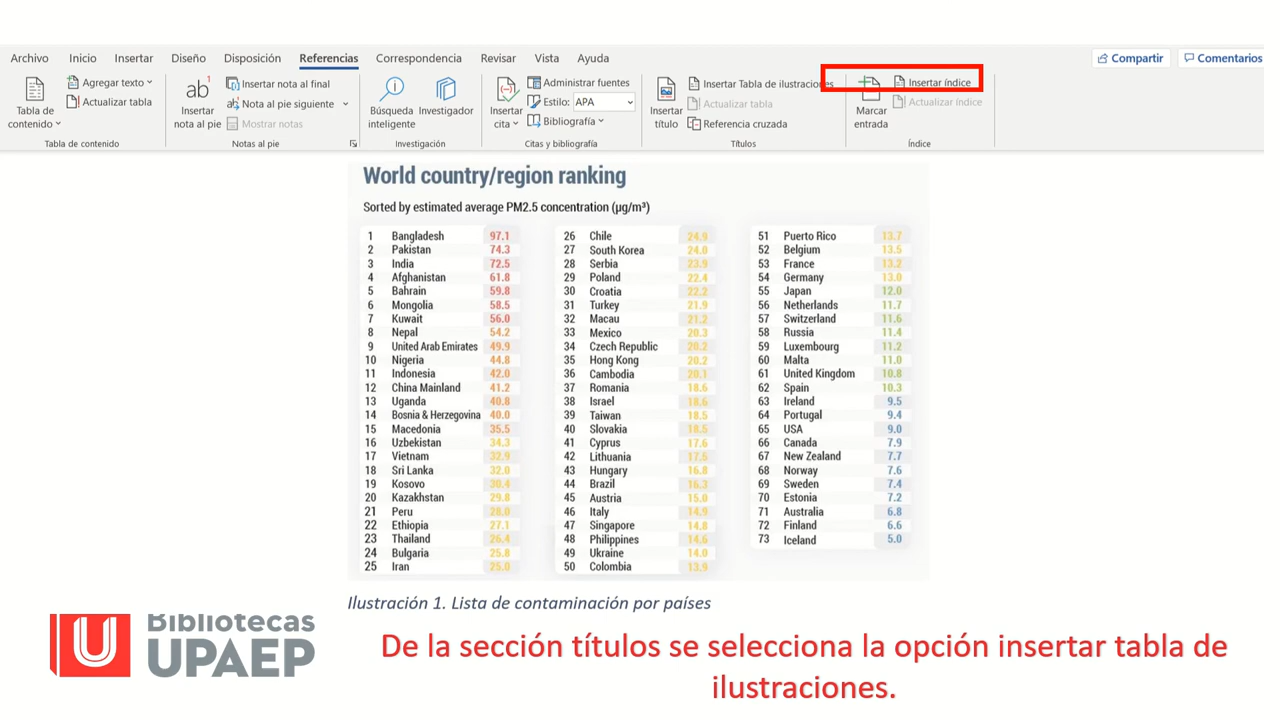 Archivo Inicio Insertar Diseño Disposición Referencias Correspondencia Revisar Vista Ayuda Compartir Comentarios
Tabla de contenido
Agregar texto
Actualizar tabla
Tabla de contenido
ab1
Insertar nota al pie
Insertar nota al final
Nota al pie siguiente
Mostrar notas
Notas al pie
Búsqueda inteligente
Investigador
Investigación
Insertar cita
Administrar fuentes
Estilo: APA
Bibliografía
Citas y bibliografía
Insertar título
Insertar Tabla de ilustraciones
Actualizar tabla
Referencia cruzada
Títulos
Marcar entrada
Insertar índice
Actualizar índice
Índice
World country/region ranking
Sorted by estimated average PM2.5 concentration (µg/m³)
1 Bangladesh 97.1
2 Pakistan 74.3
3 India 72.5
4 Afghanistan 61.8
5 Bahrain 59.8
6 Mongolia 58.5
7 Kuwait 56.0
8 Nepal 54.2
9 United Arab Emirates 49.9
10 Nigeria 44.8
11 Indonesia 42.0
12 China Mainland 41.2
13 Uganda 40.8
14 Bosnia & Herzegovina 40.0
15 Macedonia 35.5
16 Uzbekistan 34.3
17 Vietnam 32.9
18 Sri Lanka 32.0
19 Kosovo 30.4
20 Kazakhstan 29.8
21 Peru 28.0
22 Ethiopia 27.1
23 Thailand 26.4
24 Bulgaria 25.8
25 Iran 25.0
26 Chile 24.9
27 South Korea 24.0
28 Serbia 23.9
29 Poland 22.4
30 Croatia 22.2
31 Turkey 21.9
32 Macau 21.2
33 Mexico 20.3
34 Czech Republic 20.2
35 Hong Kong 20.2
36 Cambodia 20.1
37 Romania 18.6
38 Israel 18.6
39 Taiwan 18.5
40 Slovakia 18.5
41 Cyprus 17.6
42 Lithuania 17.5
43 Hungary 16.8
44 Brazil 16.3
45 Austria 15.0
46 Italy 14.9
47 Singapore 14.8
48 Philippines 14.6
49 Ukraine 14.0
50 Colombia 13.9
51 Puerto Rico 13.7
52 Belgium 13.5
53 France 13.2
54 Germany 13.0
55 Japan 12.0
56 Netherlands 11.7
57 Switzerland 11.6
58 Russia 11.4
59 Luxembourg 11.2
60 Malta 11.0
61 United Kingdom 10.8
62 Spain 10.3
63 Ireland 9.5
64 Portugal 9.4
65 USA 9.0
66 Canada 7.9
67 New Zealand 7.7
68 Norway 7.6
69 Sweden 7.4
70 Estonia 7.2
71 Australia 6.8
72 Finland 6.6
73 Iceland 5.0
Ilustración 1. Lista de contaminación por países
U
Bibliotecas
UPAEP
De la sección títulos se selecciona la opción insertar tabla de
ilustraciones.